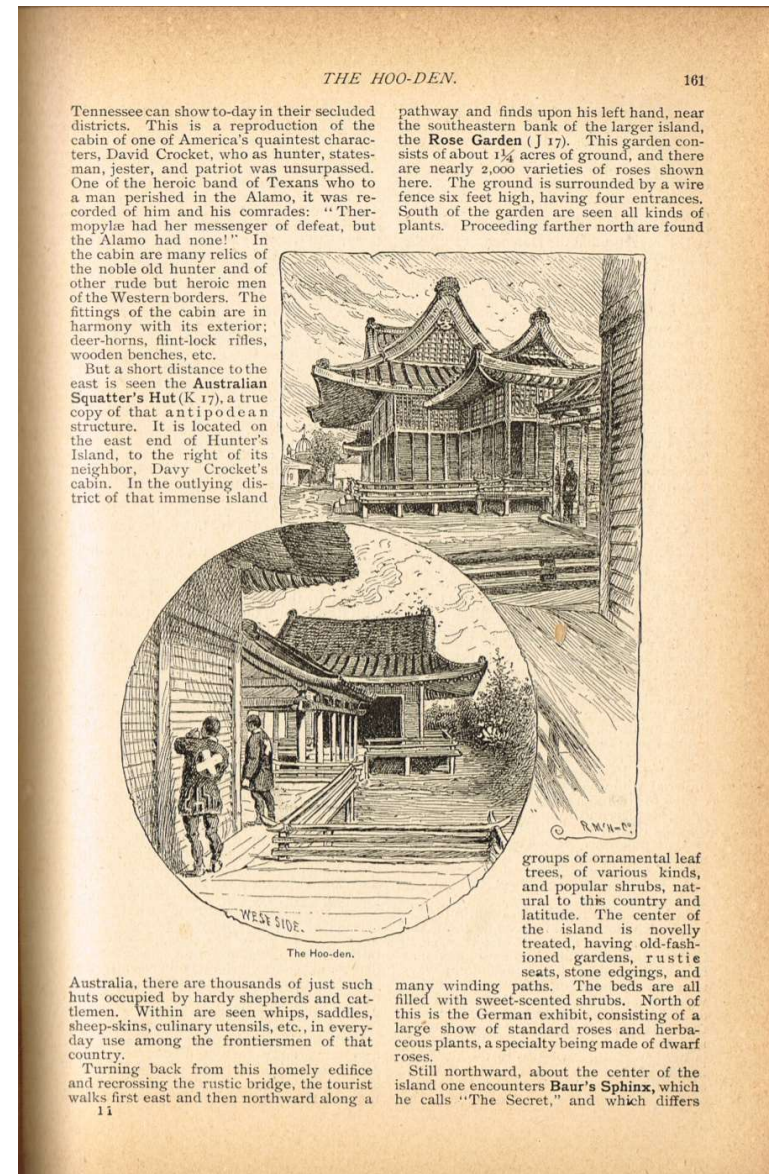 THE HOO-DEN.
161
Tennessee can show to-day in their secluded
districts. This is a reproduction of the
cabin of one of America's quaintest charac-
ters, David Crocket, who as hunter, states-
man, jester, and patriot was unsurpassed.
One of the heroic band of Texans who to
a man perished in the Alamo, it was re-
corded of him and his comrades: "Ther-
mopylæ had her messenger of defeat, but
the Alamo had none!" In
the cabin are many relics of
the noble old hunter and of
other rude but heroic men
of the Western borders. The
fittings of the cabin are in
harmony with its exterior;
deer-horns, flint-lock rifles,
wooden benches, etc.
But a short distance to the
east is seen the Australian
Squatter's Hut (K 17), a true
copy of that antipodean
structure. It is located on
the east end of Hunter's
Island, to the right of its
neighbor, Davy Crocket's
cabin. In the outlying dis-
trict of that immense island
WEST SIDE.
R. McN-Co.
The Hoo-den.
Australia, there are thousands of just such
huts occupied by hardy shepherds and cat-
tlemen. Within are seen whips, saddles,
sheep-skins, culinary utensils, etc., in every-
day use among the frontiersmen of that
country.
Turning back from this homely edifice
and recrossing the rustic bridge, the tourist
walks first east and then northward along a
11
pathway and finds upon his left hand, near
the southeastern bank of the larger island,
the Rose Garden (J 17). This garden con-
sists of about 1¼ acres of ground, and there
are nearly 2,000 varieties of roses shown
here. The ground is surrounded by a wire
fence six feet high, having four entrances.
South of the garden are seen all kinds of
plants. Proceeding farther north are found
groups of ornamental leaf
trees, of various kinds,
and popular shrubs, nat-
ural to this country and
latitude. The center of
the island is novelly
treated, having old-fash-
ioned gardens, rustic
seats, stone edgings, and
many winding paths. The beds are all
filled with sweet-scented shrubs. North of
this is the German exhibit, consisting of a
large show of standard roses and herba-
ceous plants, a specialty being made of dwarf
roses.
Still northward, about the center of the
island one encounters Baur's Sphinx, which
he calls "The Secret," and which differs